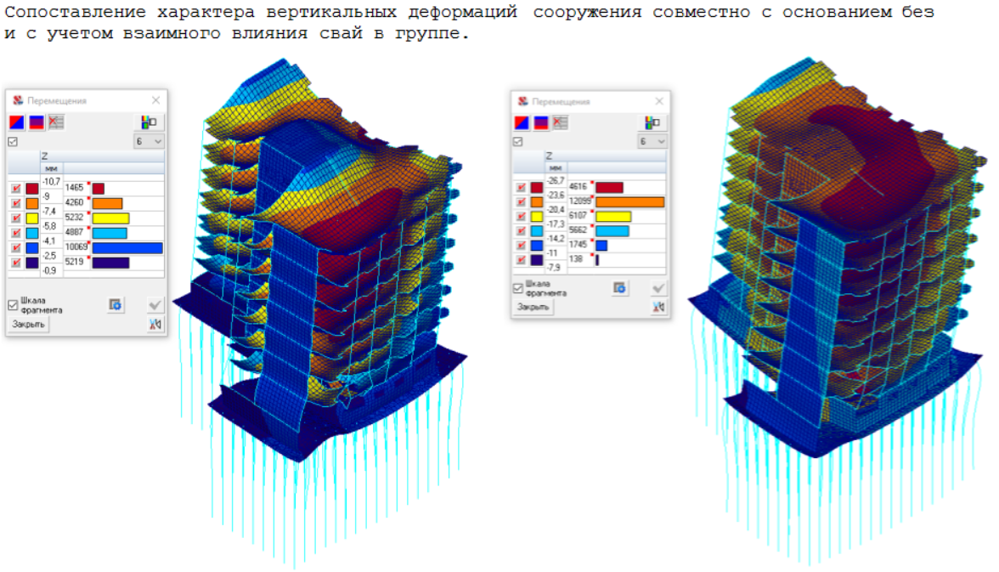 Сопоставление характера вертикальных деформаций сооружения совместно с основанием без
и с учетом взаимного влияния свай в группе.
Перемещения
6
Z
мм
-10,7
1465
-9
4260
-7,4
5232
-5,8
4887
-4,1
10069
-2,5
5219
-0,9
Шкала
фрагмента
Закрыть
Перемещения
6
Z
мм
-26,7
4616
-23,6
12099
-20,4
6107
-17,3
5662
-14,2
1745
-11
138
-7,9
Шкала
фрагмента
Закрыть